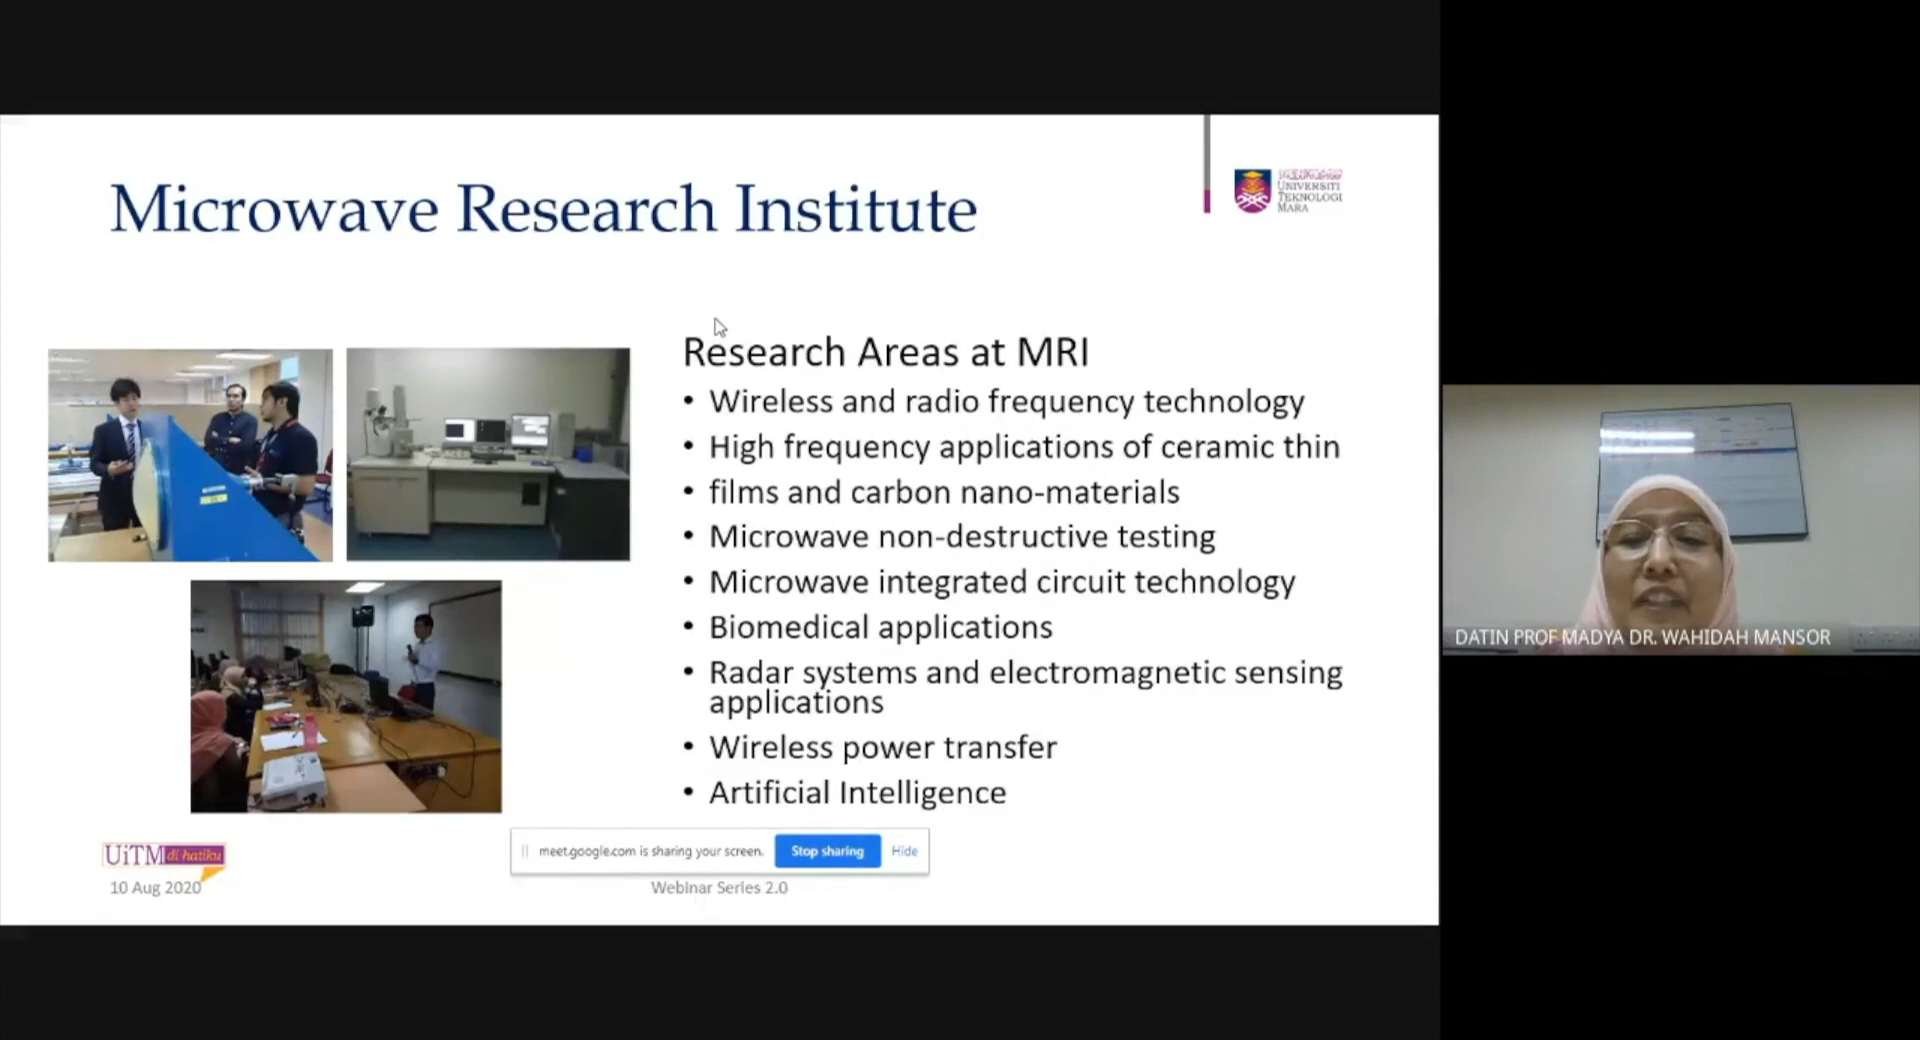 Microwave Research Institute
UNIVERSITI
TEKNOLOGI
MARA
Research Areas at MRI
• Wireless and radio frequency technology
• High frequency applications of ceramic thin
• films and carbon nano-materials
• Microwave non-destructive testing
• Microwave integrated circuit technology
• Biomedical applications
• Radar systems and electromagnetic sensing
applications
• Wireless power transfer
• Artificial Intelligence
DATIN PROF MADYA DR. WAHIDAH MANSOR
UiTM di hatiku
meet.google.com is sharing your screen.
Stop sharing
Hide
10 Aug 2020
Webinar Series 2.0